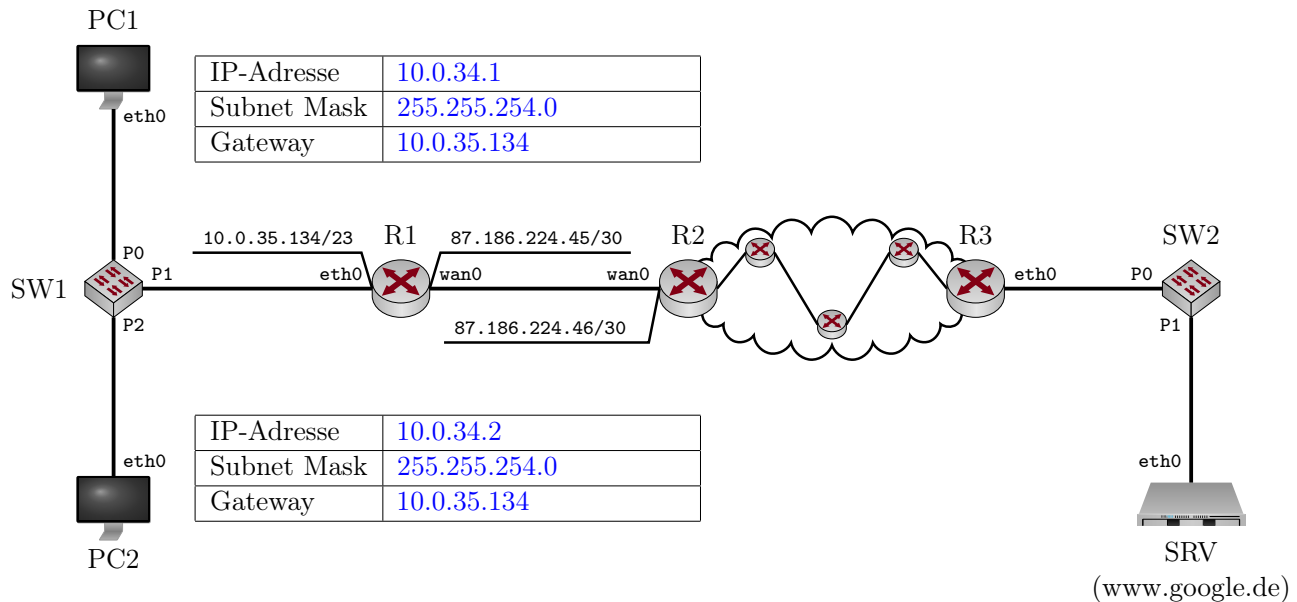 PC1
eth0
IP-Adresse 10.0.34.1
Subnet Mask 255.255.254.0
Gateway 10.0.35.134
10.0.35.134/23
R1
87.186.224.45/30
R2
R3
SW2
P0
P1
SW1
P2
eth0
wan0
wan0
87.186.224.46/30
eth0
P0
P1
IP-Adresse 10.0.34.2
Subnet Mask 255.255.254.0
Gateway 10.0.35.134
eth0
PC2
eth0
SRV
(www.google.de)